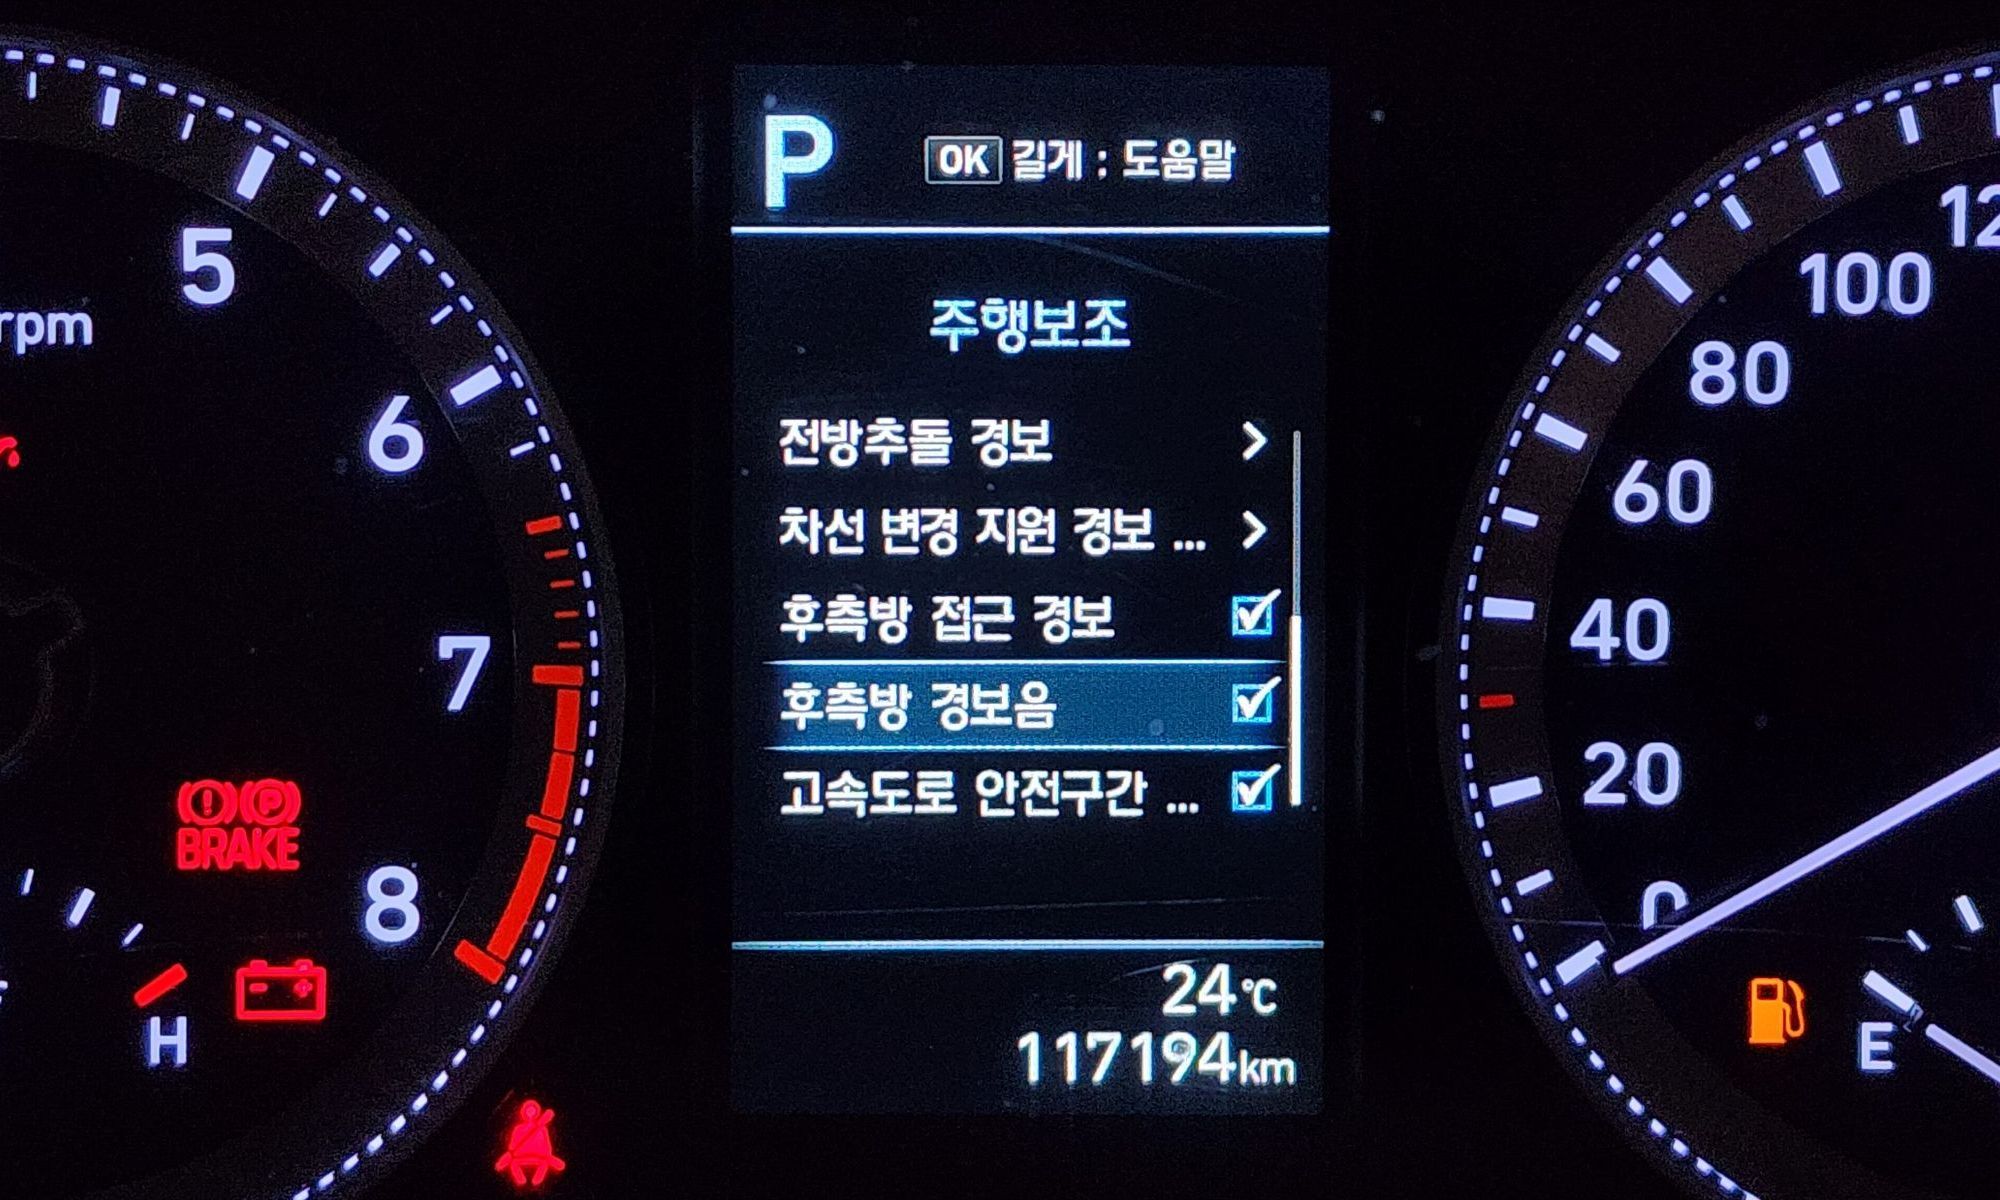 P
OK 길게 : 도움말
주행보조
전방추돌 경보
차선 변경 지원 경보 ...
후측방 접근 경보
후측방 경보음
고속도로 안전구간 ...
24°C
117194km
5
rpm
6
7
8
P
BRAKE
H
12
100
80
60
40
20
0
E